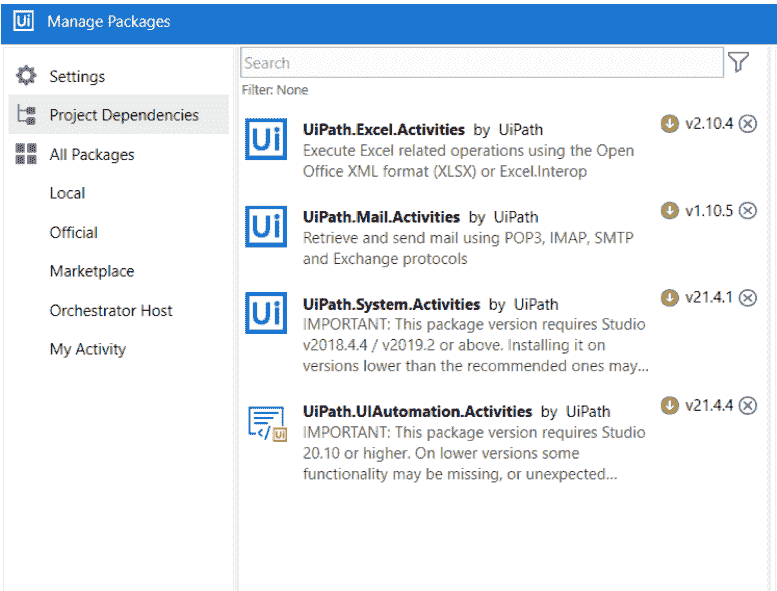 Ui Manage Packages
Settings
Project Dependencies
All Packages
Local
Official
Marketplace
Orchestrator Host
My Activity
Search
Filter: None
Ui UiPath.Excel.Activities by UiPath v2.10.4
Execute Excel related operations using the Open
Office XML format (XLSX) or Excel.Interop
Ui UiPath.Mail.Activities by UiPath v1.10.5
Retrieve and send mail using POP3, IMAP, SMTP
and Exchange protocols
Ui UiPath.System.Activities by UiPath v21.4.1
IMPORTANT: This package version requires Studio
v2018.4.4 / v2019.2 or above. Installing it on
versions lower than the recommended ones may...
UiPath.UIAutomation.Activities by UiPath v21.4.4
</> Ui
IMPORTANT: This package version requires Studio
20.10 or higher. On lower versions some
functionality may be missing, or unexpected...